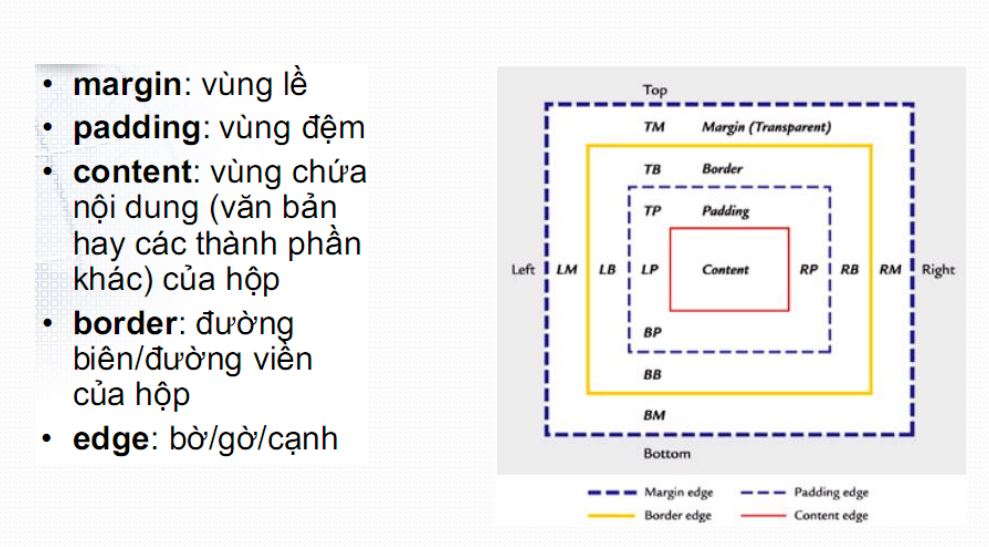 • margin: vùng lề
• padding: vùng đệm
• content: vùng chứa
nội dung (văn bản
hay các thành phần
khác) của hộp
• border: đường
biên/đường viền
của hộp
• edge: bờ/gờ/cạnh
Top
TM Margin (Transparent)
TB Border
TP Padding
Left LM LB LP Content RP RB RM Right
BP
BB
BM
Bottom
Margin edge Padding edge
Border edge Content edge